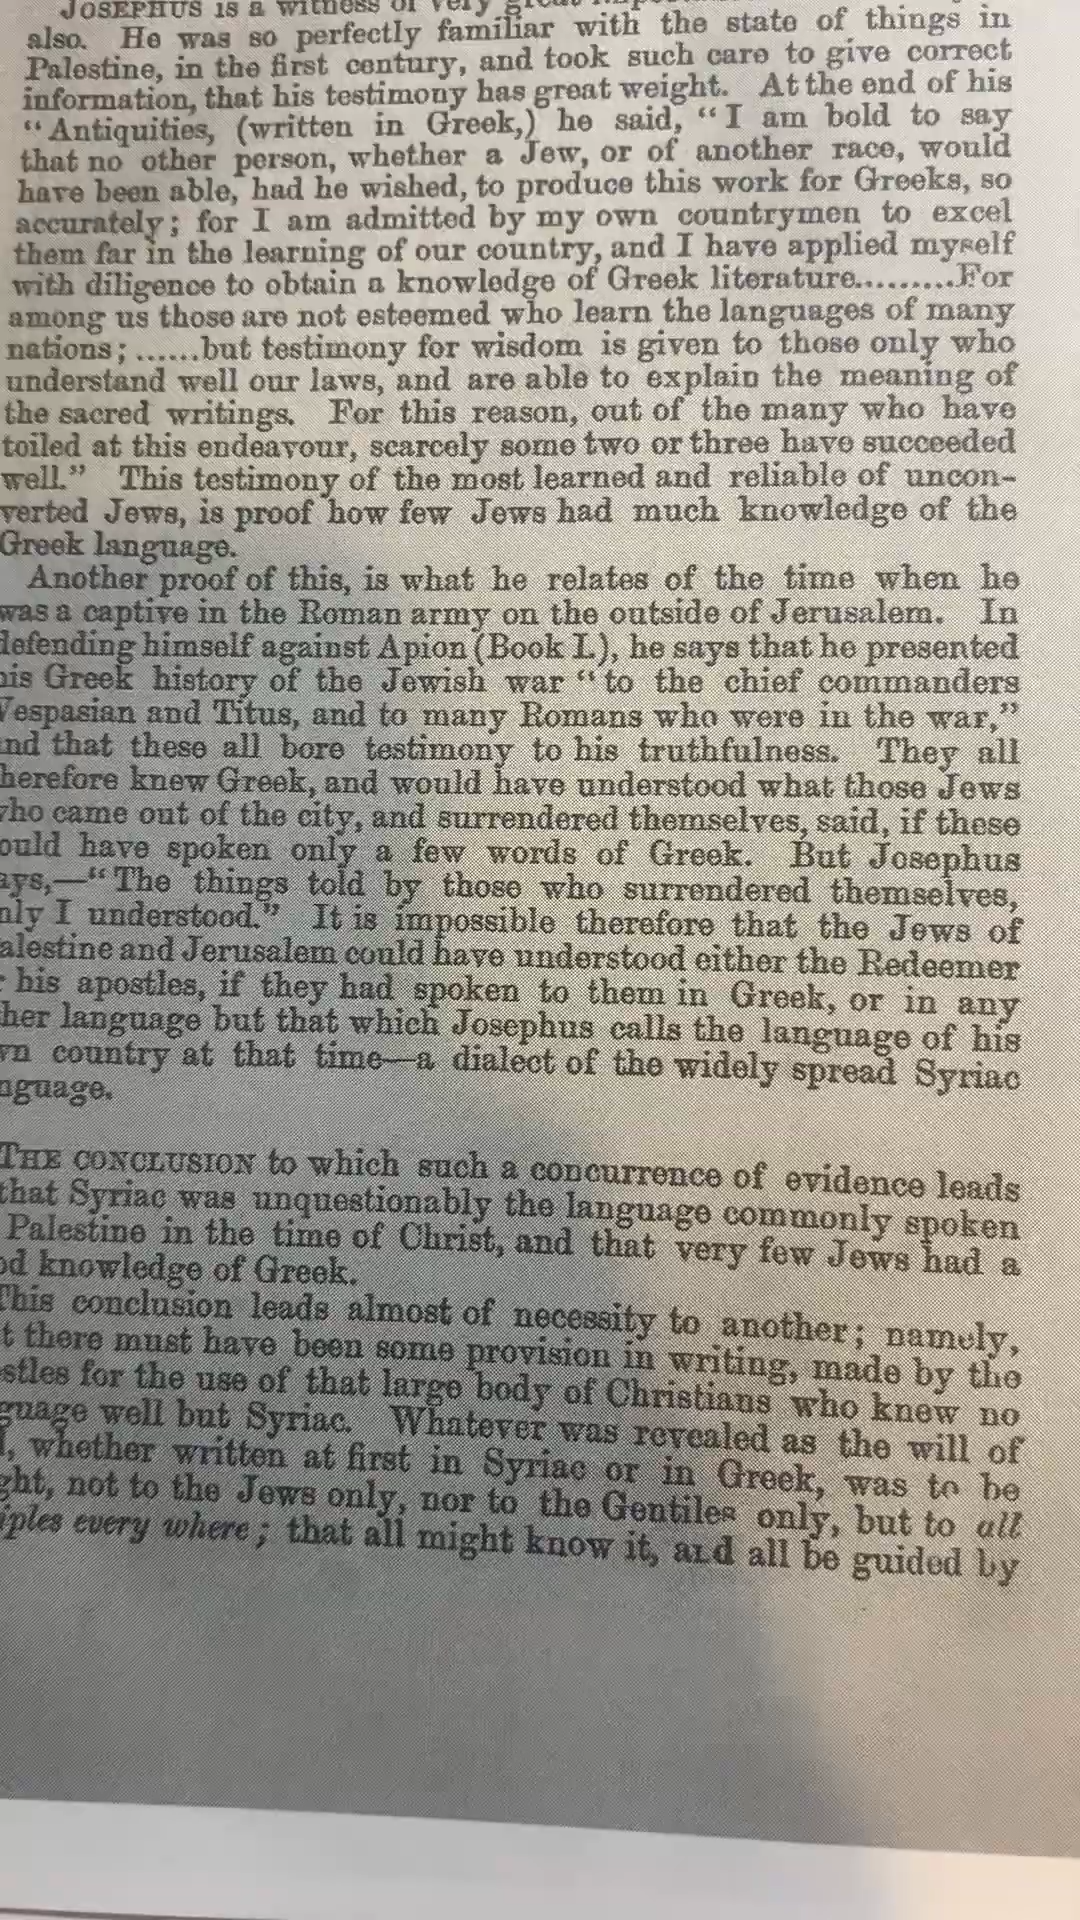 JOSEPHUS is a witness of very great
also. He was so perfectly familiar with the state of things in
Palestine, in the first century, and took such care to give correct
information, that his testimony has great weight. At the end of his
“Antiquities, (written in Greek,) he said, “I am bold to say
that no other person, whether a Jew, or of another race, would
have been able, had he wished, to produce this work for Greeks, so
accurately; for I am admitted by my own countrymen to excel
them far in the learning of our country, and I have applied myself
with diligence to obtain a knowledge of Greek literature.........For
among us those are not esteemed who learn the languages of many
nations; ......but testimony for wisdom is given to those only who
understand well our laws, and are able to explain the meaning of
the sacred writings. For this reason, out of the many who have
toiled at this endeavour, scarcely some two or three have succeeded
well.” This testimony of the most learned and reliable of uncon-
verted Jews, is proof how few Jews had much knowledge of the
Greek language.
Another proof of this, is what he relates of the time when he
was a captive in the Roman army on the outside of Jerusalem. In
defending himself against Apion (Book I.), he says that he presented
his Greek history of the Jewish war “to the chief commanders
Vespasian and Titus, and to many Romans who were in the war,”
nd that these all bore testimony to his truthfulness. They all
herefore knew Greek, and would have understood what those Jews
who came out of the city, and surrendered themselves, said, if these
ould have spoken only a few words of Greek. But Josephus
ays,—“The things told by those who surrendered themselves,
nly I understood.” It is impossible therefore that the Jews of
alestine and Jerusalem could have understood either the Redeemer
his apostles, if they had spoken to them in Greek, or in any
her language but that which Josephus calls the language of his
wn country at that time—a dialect of the widely spread Syriac
nguage.
THE CONCLUSION to which such a concurrence of evidence leads
that Syriac was unquestionably the language commonly spoken
Palestine in the time of Christ, and that very few Jews had a
od knowledge of Greek.
This conclusion leads almost of necessity to another; namely,
t there must have been some provision in writing, made by the
stles for the use of that large body of Christians who knew no
guage well but Syriac. Whatever was revealed as the will of
, whether written at first in Syriac or in Greek, was to be
ght, not to the Jews only, nor to the Gentiles only, but to all
iples every where; that all might know it, and all be guided by